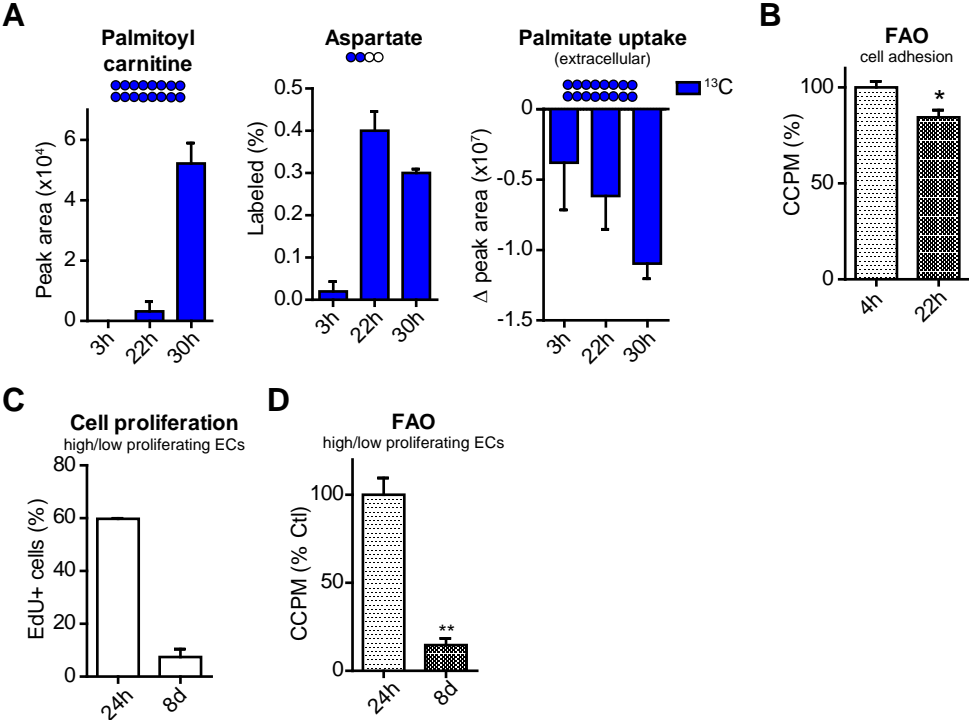 A
Palmitoyl
carnitine
Peak area (x10⁴)
6
4
2
0
3h
22h
30h
Aspartate
Labeled (%)
0.5
0.4
0.3
0.2
0.1
0.0
3h
22h
30h
Palmitate uptake
(extracellular)
¹³C
Δ peak area (x10⁷)
0
-0.5
-1.0
-1.5
3h
22h
30h
B
FAO
cell adhesion
CCPM (%)
100
50
0
*
4h
22h
C
Cell proliferation
high/low proliferating ECs
EdU+ cells (%)
80
60
40
20
0
24h
8d
D
FAO
high/low proliferating ECs
CCPM (% Ctl)
100
50
0
**
24h
8d